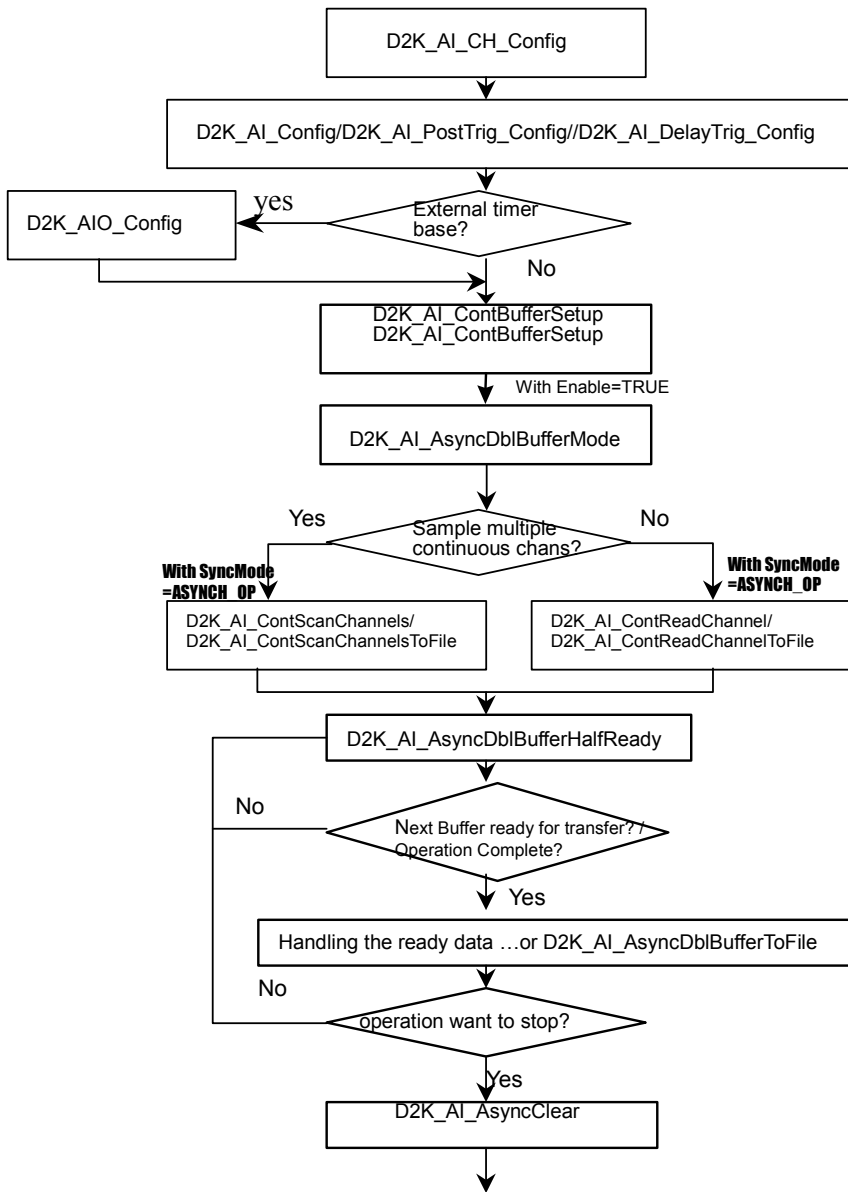 D2K_AI_CH_Config
D2K_AI_Config/D2K_AI_PostTrig_Config//D2K_AI_DelayTrig_Config
External timer
base?
yes
D2K_AIO_Config
No
D2K_AI_ContBufferSetup
D2K_AI_ContBufferSetup
With Enable=TRUE
D2K_AI_AsyncDblBufferMode
Sample multiple
continuous chans?
Yes
No
With SyncMode
=ASYNCH_OP
With SyncMode
=ASYNCH_OP
D2K_AI_ContScanChannels/
D2K_AI_ContScanChannelsToFile
D2K_AI_ContReadChannel/
D2K_AI_ContReadChannelToFile
D2K_AI_AsyncDblBufferHalfReady
No
Next Buffer ready for transfer? /
Operation Complete?
Yes
Handling the ready data …or D2K_AI_AsyncDblBufferToFile
No
operation want to stop?
Yes
D2K_AI_AsyncClear